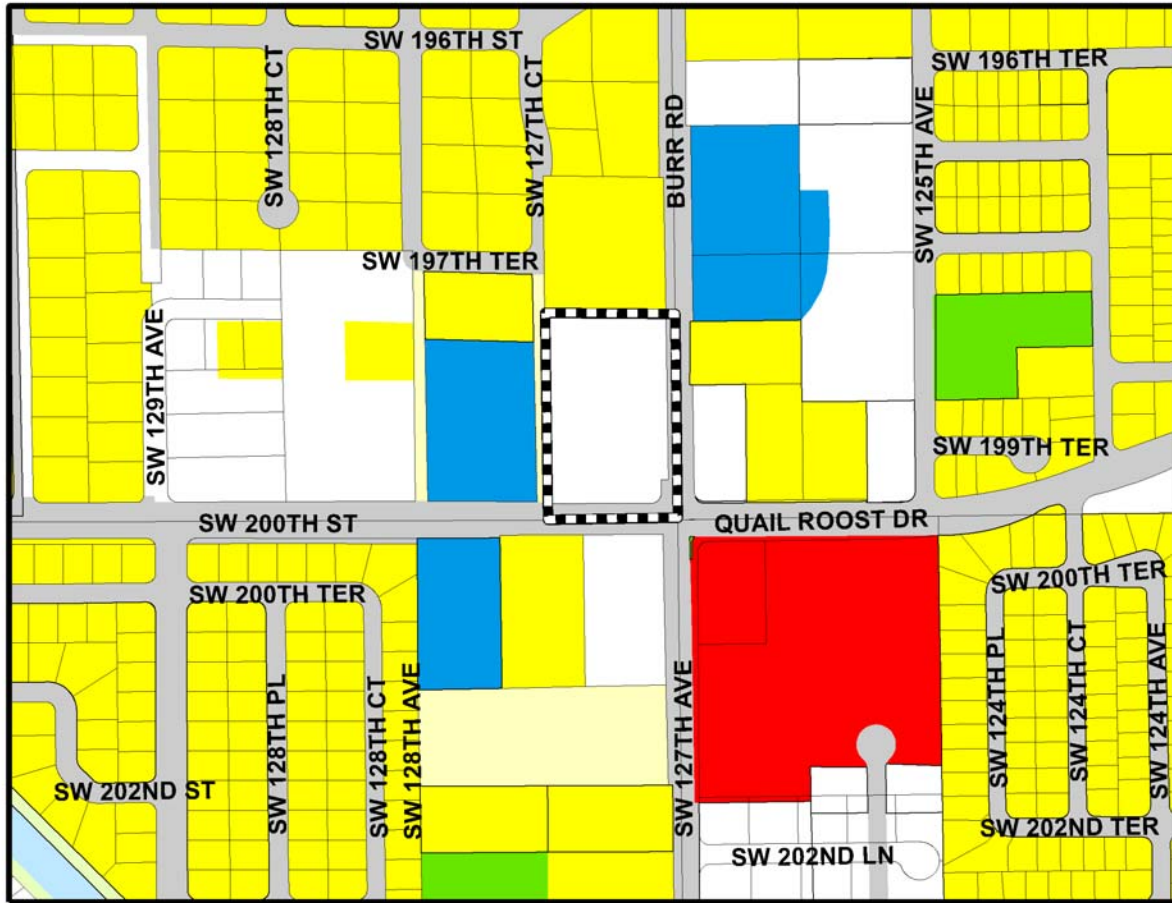 SW 196TH ST
SW 128TH CT
SW 127TH CT
BURR RD
SW 125TH AVE
SW 196TH TER
SW 197TH TER
SW 129TH AVE
SW 199TH TER
SW 200TH ST
QUAIL ROOST DR
SW 200TH TER
SW 200TH TER
SW 128TH PL
SW 128TH CT
SW 128TH AVE
SW 127TH AVE
SW 124TH PL
SW 124TH CT
SW 124TH AVE
SW 202ND ST
SW 202ND TER
SW 202ND LN